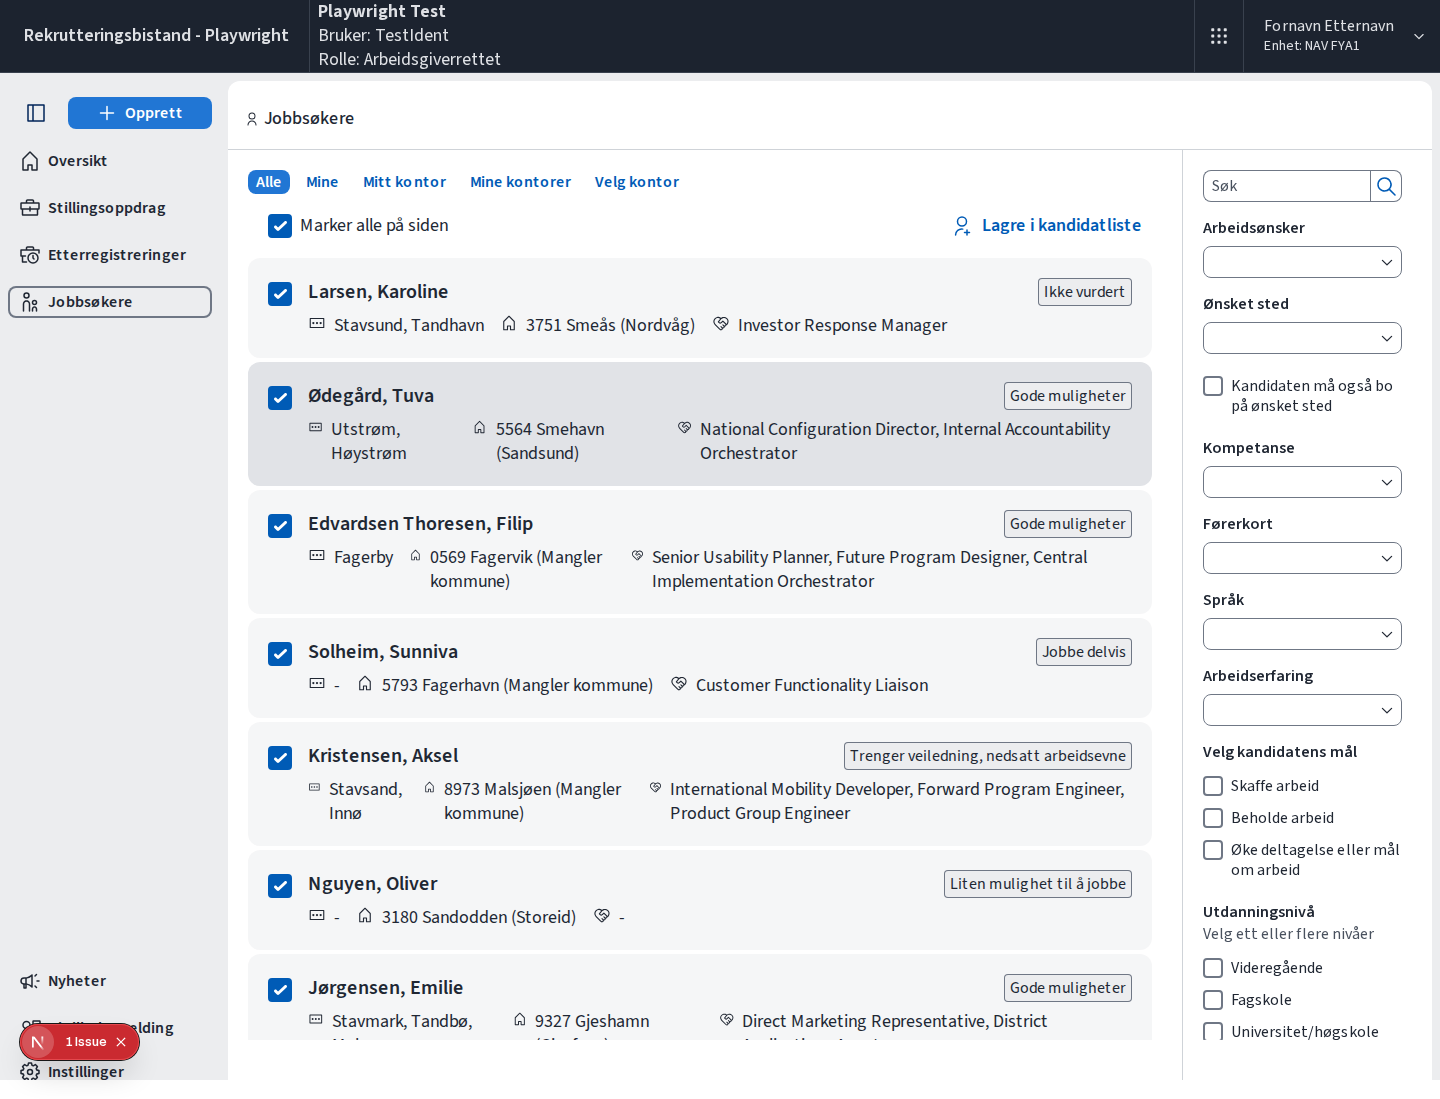 Rekrutteringsbistand - Playwright
Playwright Test
Bruker: TestIdent
Rolle: Arbeidsgiverrettet
Fornavn Etternavn
Enhet: NAV FYA1
Opprett
Oversikt
Stillingsoppdrag
Etterregistreringer
Jobbsøkere
Nyheter
elding
Instillinger
1 Issue
Jobbsøkere
Alle
Mine
Mitt kontor
Mine kontorer
Velg kontor
Marker alle på siden
Lagre i kandidatliste
Larsen, Karoline
Ikke vurdert
Stavsund, Tandhavn
3751 Smeås (Nordvåg)
Investor Response Manager
Ødegård, Tuva
Gode muligheter
Utstrøm,
Høystrøm
5564 Smehavn
(Sandsund)
National Configuration Director, Internal Accountability
Orchestrator
Edvardsen Thoresen, Filip
Gode muligheter
Fagerby
0569 Fagervik (Mangler
kommune)
Senior Usability Planner, Future Program Designer, Central
Implementation Orchestrator
Solheim, Sunniva
Jobbe delvis
-
5793 Fagerhavn (Mangler kommune)
Customer Functionality Liaison
Kristensen, Aksel
Trenger veiledning, nedsatt arbeidsevne
Stavsand,
Innø
8973 Malsjøen (Mangler
kommune)
International Mobility Developer, Forward Program Engineer,
Product Group Engineer
Nguyen, Oliver
Liten mulighet til å jobbe
-
3180 Sandodden (Storeid)
-
Jørgensen, Emilie
Gode muligheter
Stavmark, Tandbø,
9327 Gjeshamn
Direct Marketing Representative, District
Søk
Arbeidsønsker
Ønsket sted
Kandidaten må også bo
på ønsket sted
Kompetanse
Førerkort
Språk
Arbeidserfaring
Velg kandidatens mål
Skaffe arbeid
Beholde arbeid
Øke deltagelse eller mål
om arbeid
Utdanningsnivå
Velg ett eller flere nivåer
Videregående
Fagskole
Universitet/høgskole